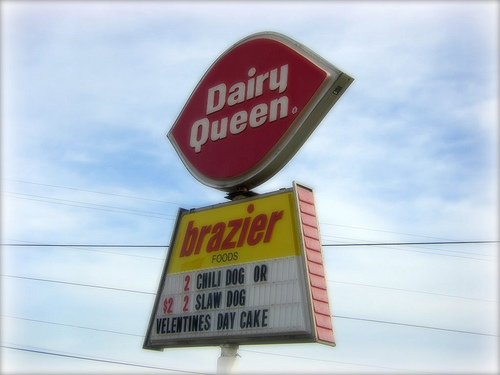 Dairy
Queen®
brazier
FOODS
2 CHILI DOG OR
$2 2 SLAW DOG
VELENTINES DAY CAKE